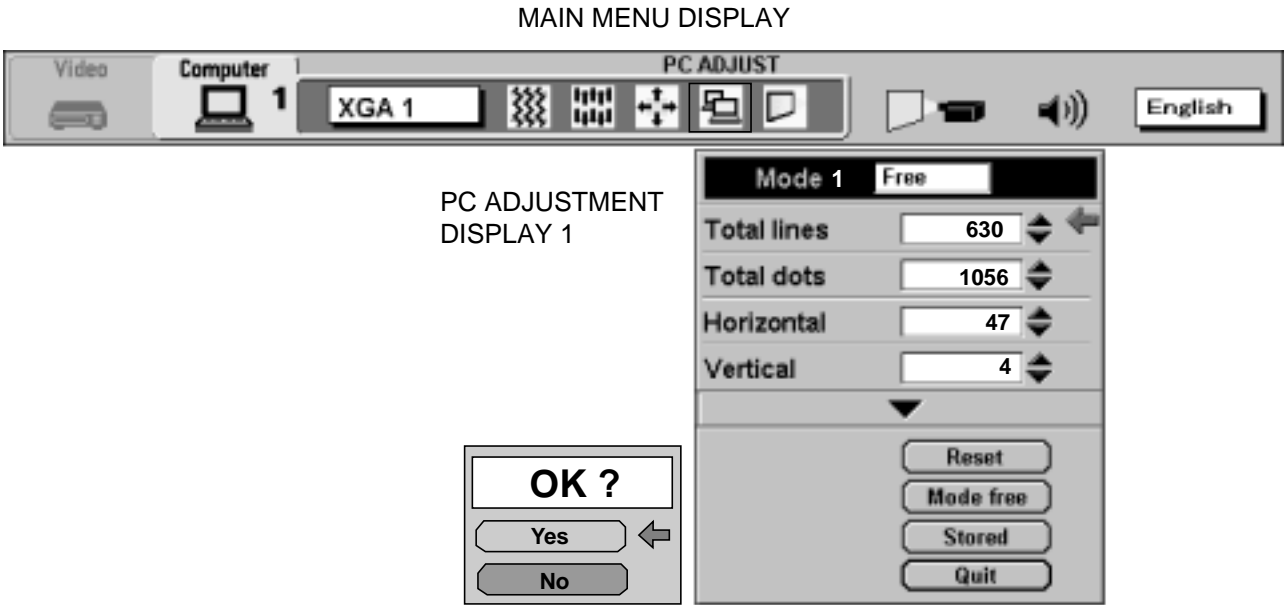 MAIN MENU DISPLAY
Video
Computer
1
PC ADJUST
XGA 1
English
PC ADJUSTMENT
DISPLAY 1
Mode 1 Free
Total lines 630
Total dots 1056
Horizontal 47
Vertical 4
Reset
Mode free
Stored
Quit
OK ?
Yes
No